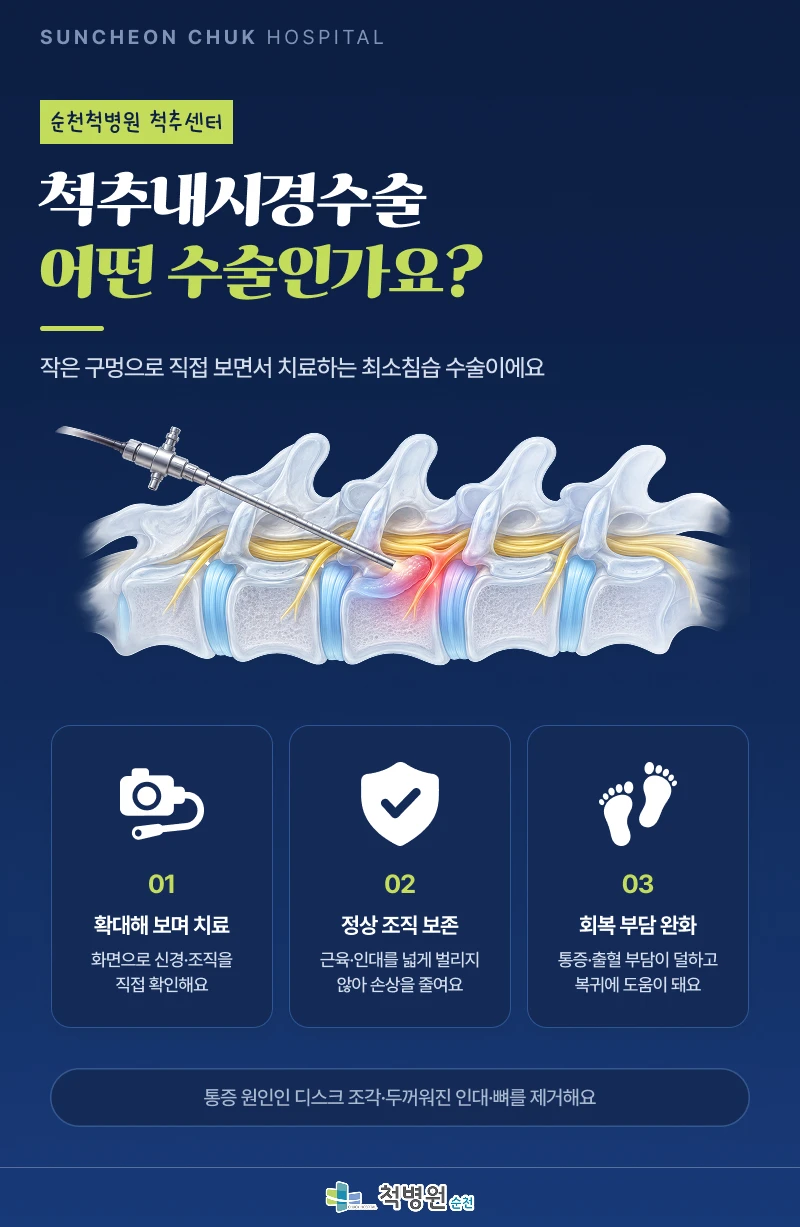 SUNCHEON CHUK HOSPITAL
순천척병원 척추센터
척추내시경수술
어떤 수술인가요?
작은 구멍으로 직접 보면서 치료하는 최소침습 수술이에요
01
확대해 보며 치료
화면으로 신경·조직을
직접 확인해요
02
정상 조직 보존
근육·인대를 넓게 벌리지
않아 손상을 줄여요
03
회복 부담 완화
통증·출혈 부담이 덜하고
복귀에 도움이 돼요
통증 원인인 디스크 조각·두꺼워진 인대·뼈를 제거해요
척병원 순천